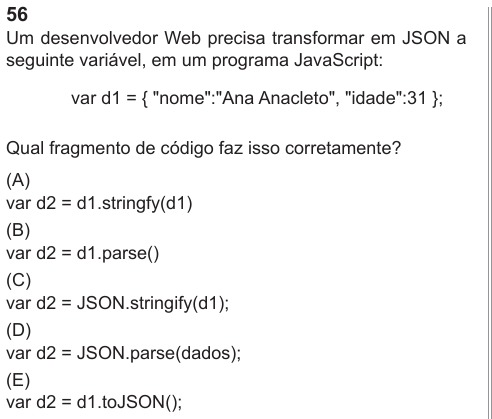 56
Um desenvolvedor Web precisa transformar em JSON a
seguinte variável, em um programa JavaScript:
var d1 = { "nome":"Ana Anacleto", "idade":31 };
Qual fragmento de código faz isso corretamente?
(A)
var d2 = d1.stringfy(d1)
(B)
var d2 = d1.parse()
(C)
var d2 = JSON.stringify(d1);
(D)
var d2 = JSON.parse(dados);
(E)
var d2 = d1.toJSON();